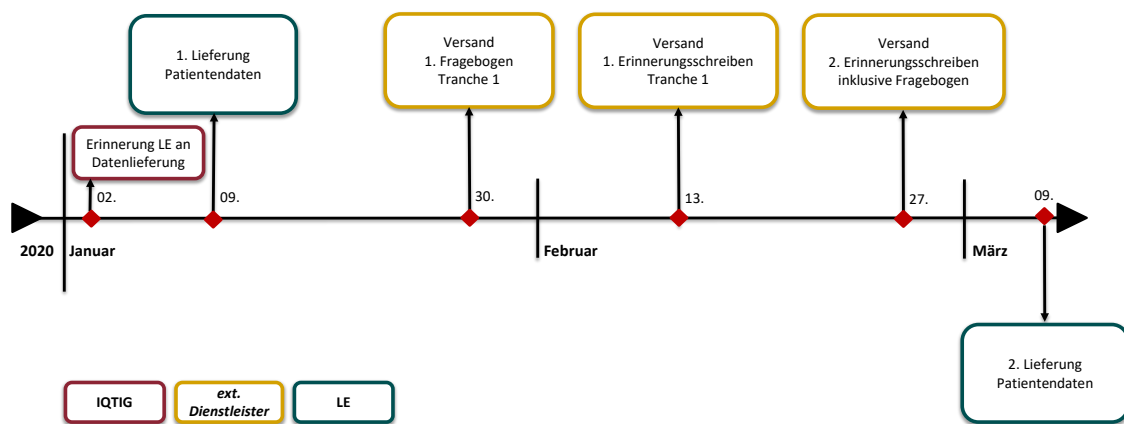 1. Lieferung
Patientendaten
Versand
1. Fragebogen
Tranche 1
Versand
1. Erinnerungsschreiben
Tranche 1
Versand
2. Erinnerungsschreiben
inklusive Fragebogen
Erinnerung LE an
Datenlieferung
02.
09.
30.
13.
27.
09.
2020
Januar
Februar
März
2. Lieferung
Patientendaten
IQTIG
ext.
Dienstleister
LE